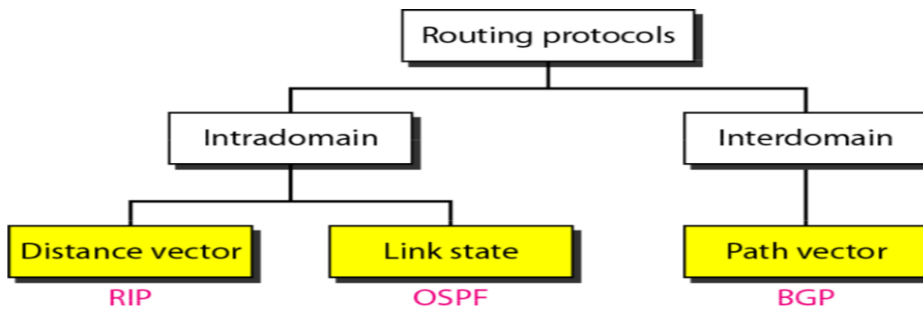 Routing protocols
Intradomain
Interdomain
Distance vector
Link state
Path vector
RIP
OSPF
BGP